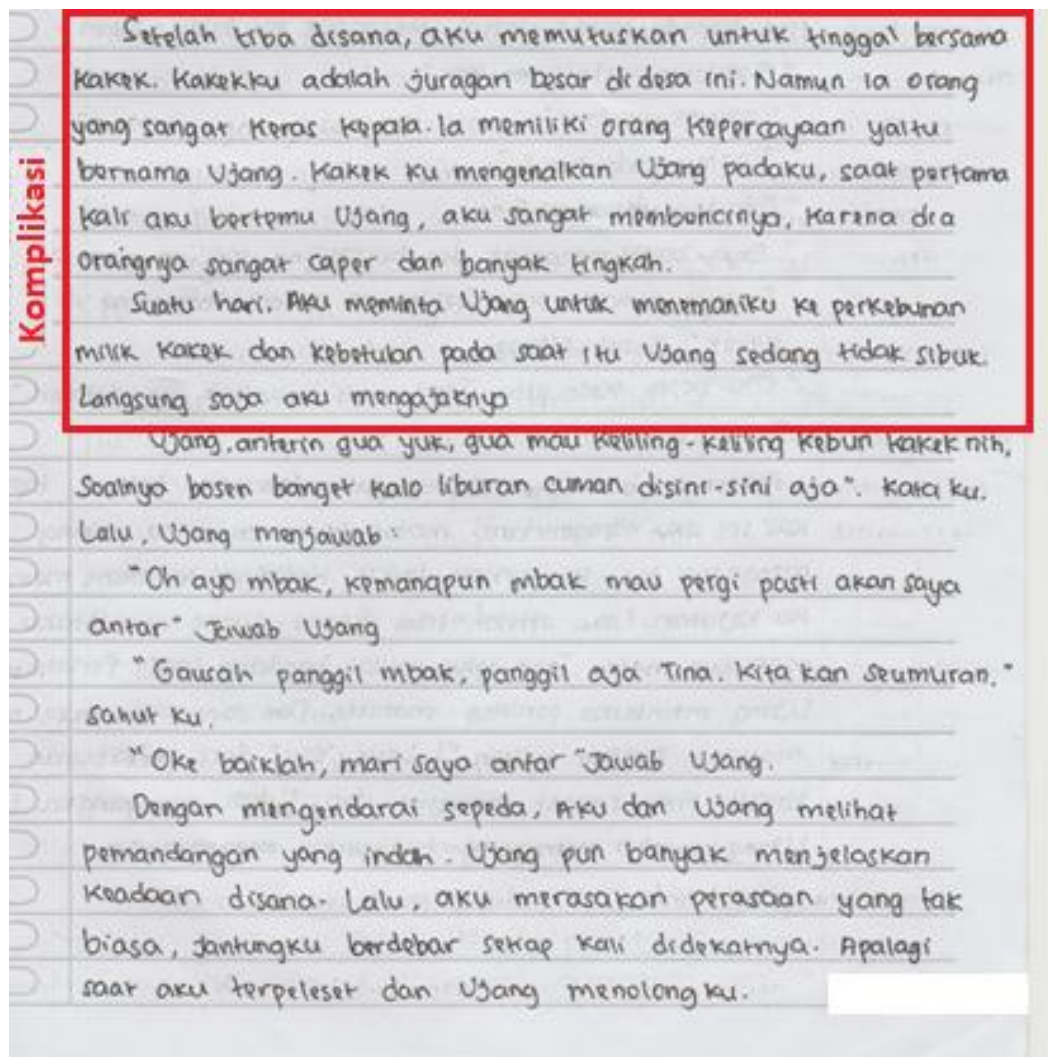 Komplikasi
Setelah tiba disana, aku memutuskan untuk tinggal bersama
Kakek. Kakekku adalah juragan besar di desa ini. Namun ia orang
yang sangat keras kepala. Ia memiliki orang kepercayaan yaitu
bernama Ujang. Kakek ku mengenalkan Ujang padaku, saat pertama
kali aku bertemu Ujang, aku sangat membencinya, karena dia
orangnya sangat caper dan banyak tingkah.
Suatu hari. Aku meminta Ujang untuk menemaniku ke perkebunan
milik Kakek dan kebetulan pada saat itu Ujang sedang tidak sibuk.
Langsung saja aku mengajaknya
Ujang, anterin gua yuk, gua mau keliling-keliling kebun kakek nih,
Soalnya bosen banget kalo liburan cuman disini-sini aja". Kata ku.
Lalu, Ujang menjawab
"Oh ayo mbak, kemanapun mbak mau pergi pasti akan saya
antar" Jawab Ujang
"Gausah panggil mbak, panggil aja Tina. Kita kan seumuran."
Sahut ku.
"Oke baiklah, mari saya antar" Jawab Ujang.
Dengan mengendarai sepeda, Aku dan Ujang melihat
pemandangan yang indah. Ujang pun banyak menjelaskan
keadaan disana. Lalu, aku merasakan perasaan yang tak
biasa, Jantungku berdebar setiap kali didekatnya. Apalagi
saat aku terpeleset dan Ujang menolong ku.